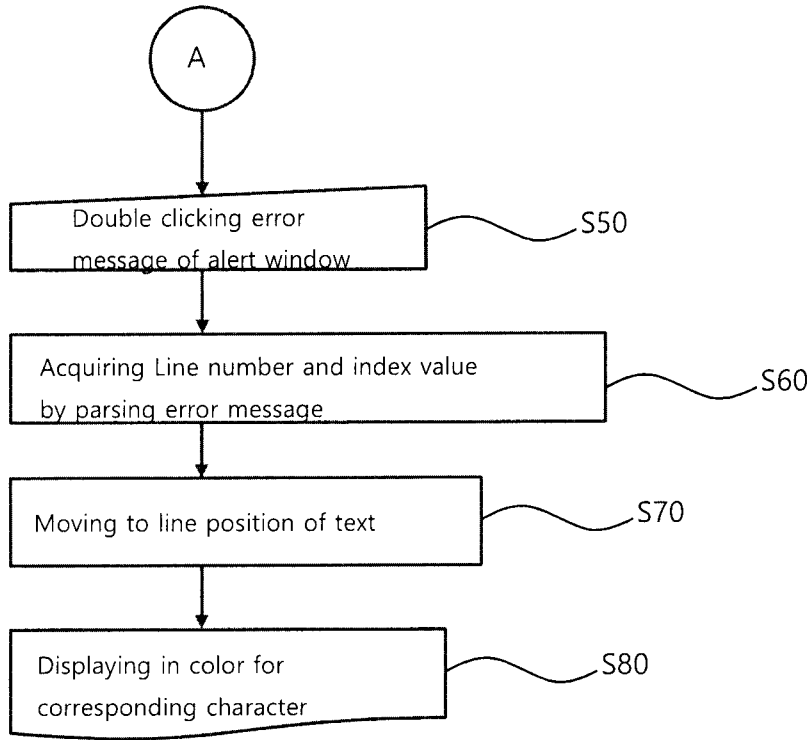 A
Double clicking error
message of alert window
S50
Acquiring Line number and index value
by parsing error message
S60
Moving to line position of text
S70
Displaying in color for
corresponding character
S80